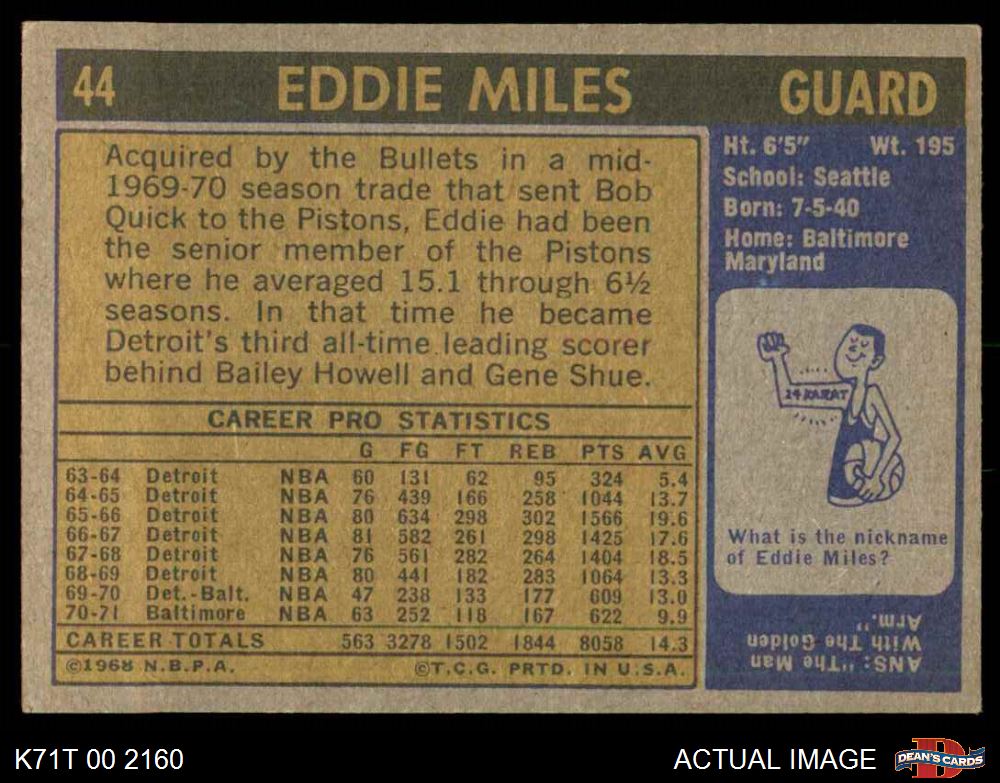 44 EDDIE MILES GUARD
Acquired by the Bullets in a mid-
1969-70 season trade that sent Bob
Quick to the Pistons, Eddie had been
the senior member of the Pistons
where he averaged 15.1 through 6½
seasons. In that time he became
Detroit's third all-time leading scorer
behind Bailey Howell and Gene Shue.
CAREER PRO STATISTICS
G FG FT REB PTS AVG
63-64 Detroit NBA 60 131 62 95 324 5.4
64-65 Detroit NBA 76 439 166 258 1044 13.7
65-66 Detroit NBA 80 634 298 302 1566 19.6
66-67 Detroit NBA 81 582 261 298 1425 17.6
67-68 Detroit NBA 76 561 282 264 1404 18.5
68-69 Detroit NBA 80 441 182 283 1064 13.3
69-70 Det.-Balt. NBA 47 238 133 177 609 13.0
70-71 Baltimore NBA 63 252 118 167 622 9.9
CAREER TOTALS 563 3278 1502 1844 8058 14.3
©1968 N.B.P.A. ©T.C.G. PRTD. IN U.S.A.
Ht. 6'5" Wt. 195
School: Seattle
Born: 7-5-40
Home: Baltimore
Maryland
24 KARAT
What is the nickname
of Eddie Miles?
ANS: "The Man
With The Golden
Arm."
K71T 00 2160
ACTUAL IMAGE
D
DEAN'S CARDS